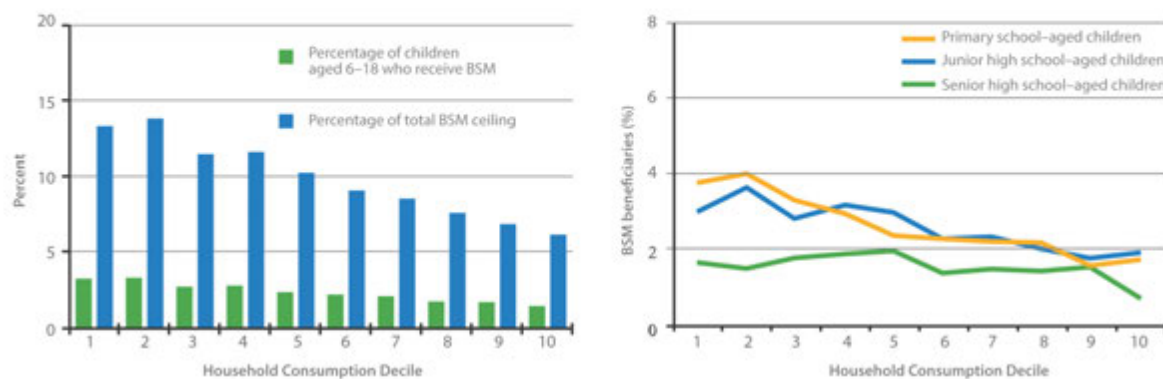 20
15
10
5
0
Percent
Percentage of children
aged 6–18 who receive BSM
Percentage of total BSM ceiling
1 2 3 4 5 6 7 8 9 10
Household Consumption Decile
8
6
4
2
0
BSM beneficiaries (%)
Primary school–aged children
Junior high school–aged children
Senior high school–aged children
1 2 3 4 5 6 7 8 9 10
Household Consumption Decile